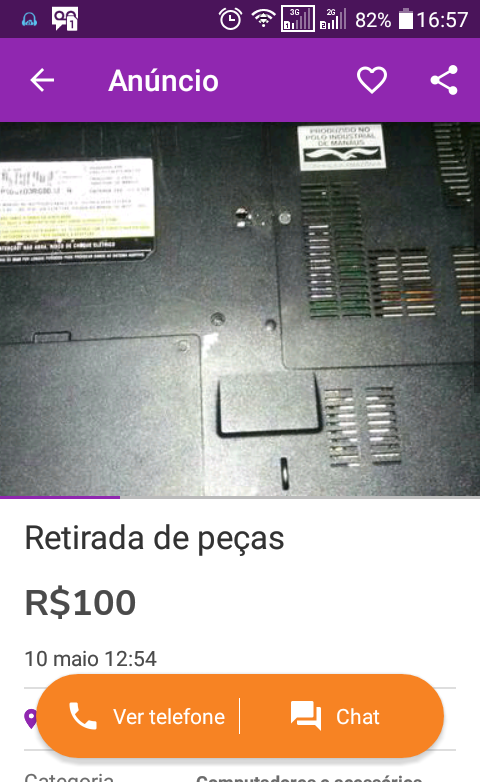 3G
2G
82%
16:57
Anúncio
PRODUZIDO NO
PÓLO INDUSTRIAL
DE MANAUS
Retirada de peças
R$100
10 maio 12:54
Ver telefone
Chat
Categoria
Computadores e acessórios